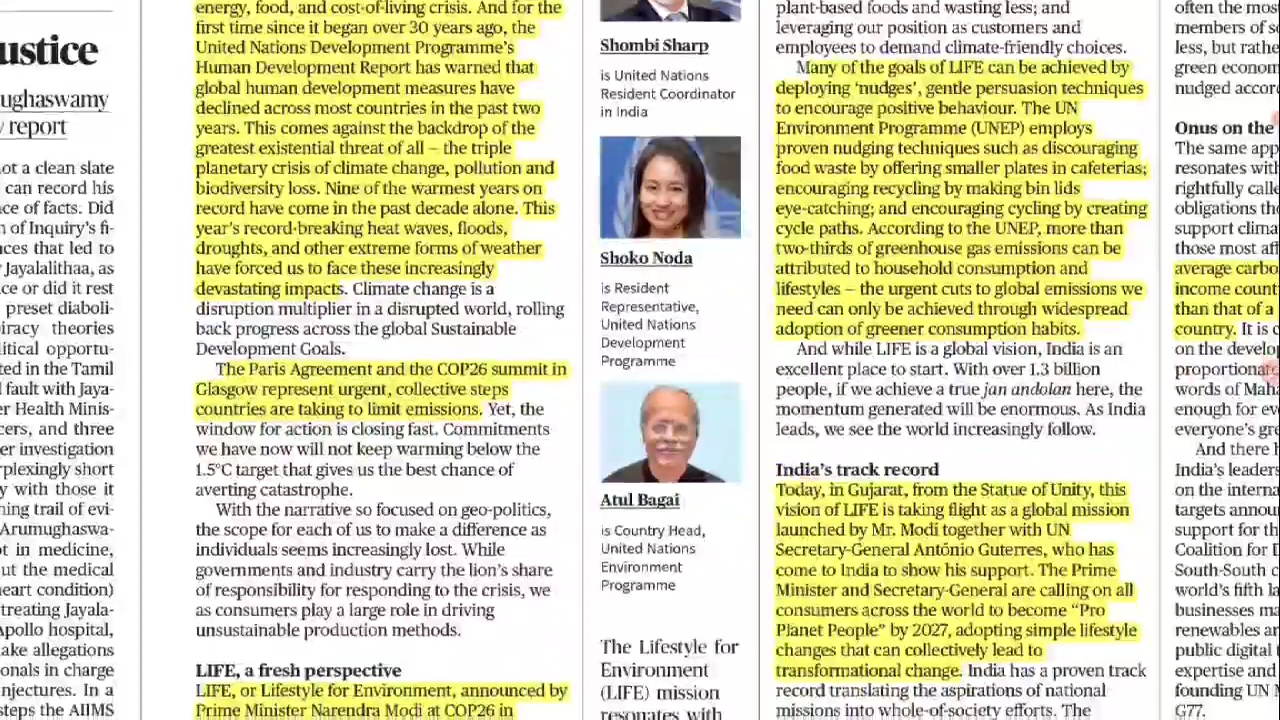 ustice
ughaswamy
report
ot a clean slate
can record his
ce of facts. Did
n of Inquiry's fi-
nces that led to
Jayalalithaa, as
ce or did it rest
preset diaboli-
piracy theories
litical opportu-
ted in the Tamil
l fault with Jaya-
er Health Minis-
cers, and three
er investigation
rplexingly short
y with those it
ning trail of evi-
Arumughaswa-
ot in medicine,
ut the medical
heart condition)
treating Jayala-
Apollo hospital,
ake allegations
onals in charge
njectures. In a
steps the AIIMS
energy, food, and cost-of-living crisis. And for the
first time since it began over 30 years ago, the
United Nations Development Programme's
Human Development Report has warned that
global human development measures have
declined across most countries in the past two
years. This comes against the backdrop of the
greatest existential threat of all – the triple
planetary crisis of climate change, pollution and
biodiversity loss. Nine of the warmest years on
record have come in the past decade alone. This
year's record-breaking heat waves, floods,
droughts, and other extreme forms of weather
have forced us to face these increasingly
devastating impacts. Climate change is a
disruption multiplier in a disrupted world, rolling
back progress across the global Sustainable
Development Goals.
The Paris Agreement and the COP26 summit in
Glasgow represent urgent, collective steps
countries are taking to limit emissions. Yet, the
window for action is closing fast. Commitments
we have now will not keep warming below the
1.5°C target that gives us the best chance of
averting catastrophe.
With the narrative so focused on geo-politics,
the scope for each of us to make a difference as
individuals seems increasingly lost. While
governments and industry carry the lion's share
of responsibility for responding to the crisis, we
as consumers play a large role in driving
unsustainable production methods.
LIFE, a fresh perspective
LIFE, or Lifestyle for Environment, announced by
Prime Minister Narendra Modi at COP26 in
Shombi Sharp
is United Nations
Resident Coordinator
in India
Shoko Noda
is Resident
Representative,
United Nations
Development
Programme
Atul Bagai
is Country Head,
United Nations
Environment
Programme
The Lifestyle for
Environment
(LIFE) mission
resonates with
plant-based foods and wasting less; and
leveraging our position as customers and
employees to demand climate-friendly choices.
Many of the goals of LIFE can be achieved by
deploying 'nudges', gentle persuasion techniques
to encourage positive behaviour. The UN
Environment Programme (UNEP) employs
proven nudging techniques such as discouraging
food waste by offering smaller plates in cafeterias;
encouraging recycling by making bin lids
eye-catching; and encouraging cycling by creating
cycle paths. According to the UNEP, more than
two-thirds of greenhouse gas emissions can be
attributed to household consumption and
lifestyles – the urgent cuts to global emissions we
need can only be achieved through widespread
adoption of greener consumption habits.
And while LIFE is a global vision, India is an
excellent place to start. With over 1.3 billion
people, if we achieve a true jan andolan here, the
momentum generated will be enormous. As India
leads, we see the world increasingly follow.
India's track record
Today, in Gujarat, from the Statue of Unity, this
vision of LIFE is taking flight as a global mission
launched by Mr. Modi together with UN
Secretary-General António Guterres, who has
come to India to show his support. The Prime
Minister and Secretary-General are calling on all
consumers across the world to become "Pro
Planet People" by 2027, adopting simple lifestyle
changes that can collectively lead to
transformational change. India has a proven track
record translating the aspirations of national
missions into whole-of-society efforts. The
often the mos
members of s
less, but rathe
green econom
nudged accor
Onus on the
The same app
resonates with
rightfully calle
obligations th
support clima
those most af
average carbo
income count
than that of a
country. It is c
on the develo
proportionate
words of Maha
enough for ev
everyone's gre
And there h
India's leaders
on the interna
targets announ
support for th
Coalition for D
South-South c
world's fifth la
businesses ma
renewables an
public digital
expertise and
founding UN M
G77.